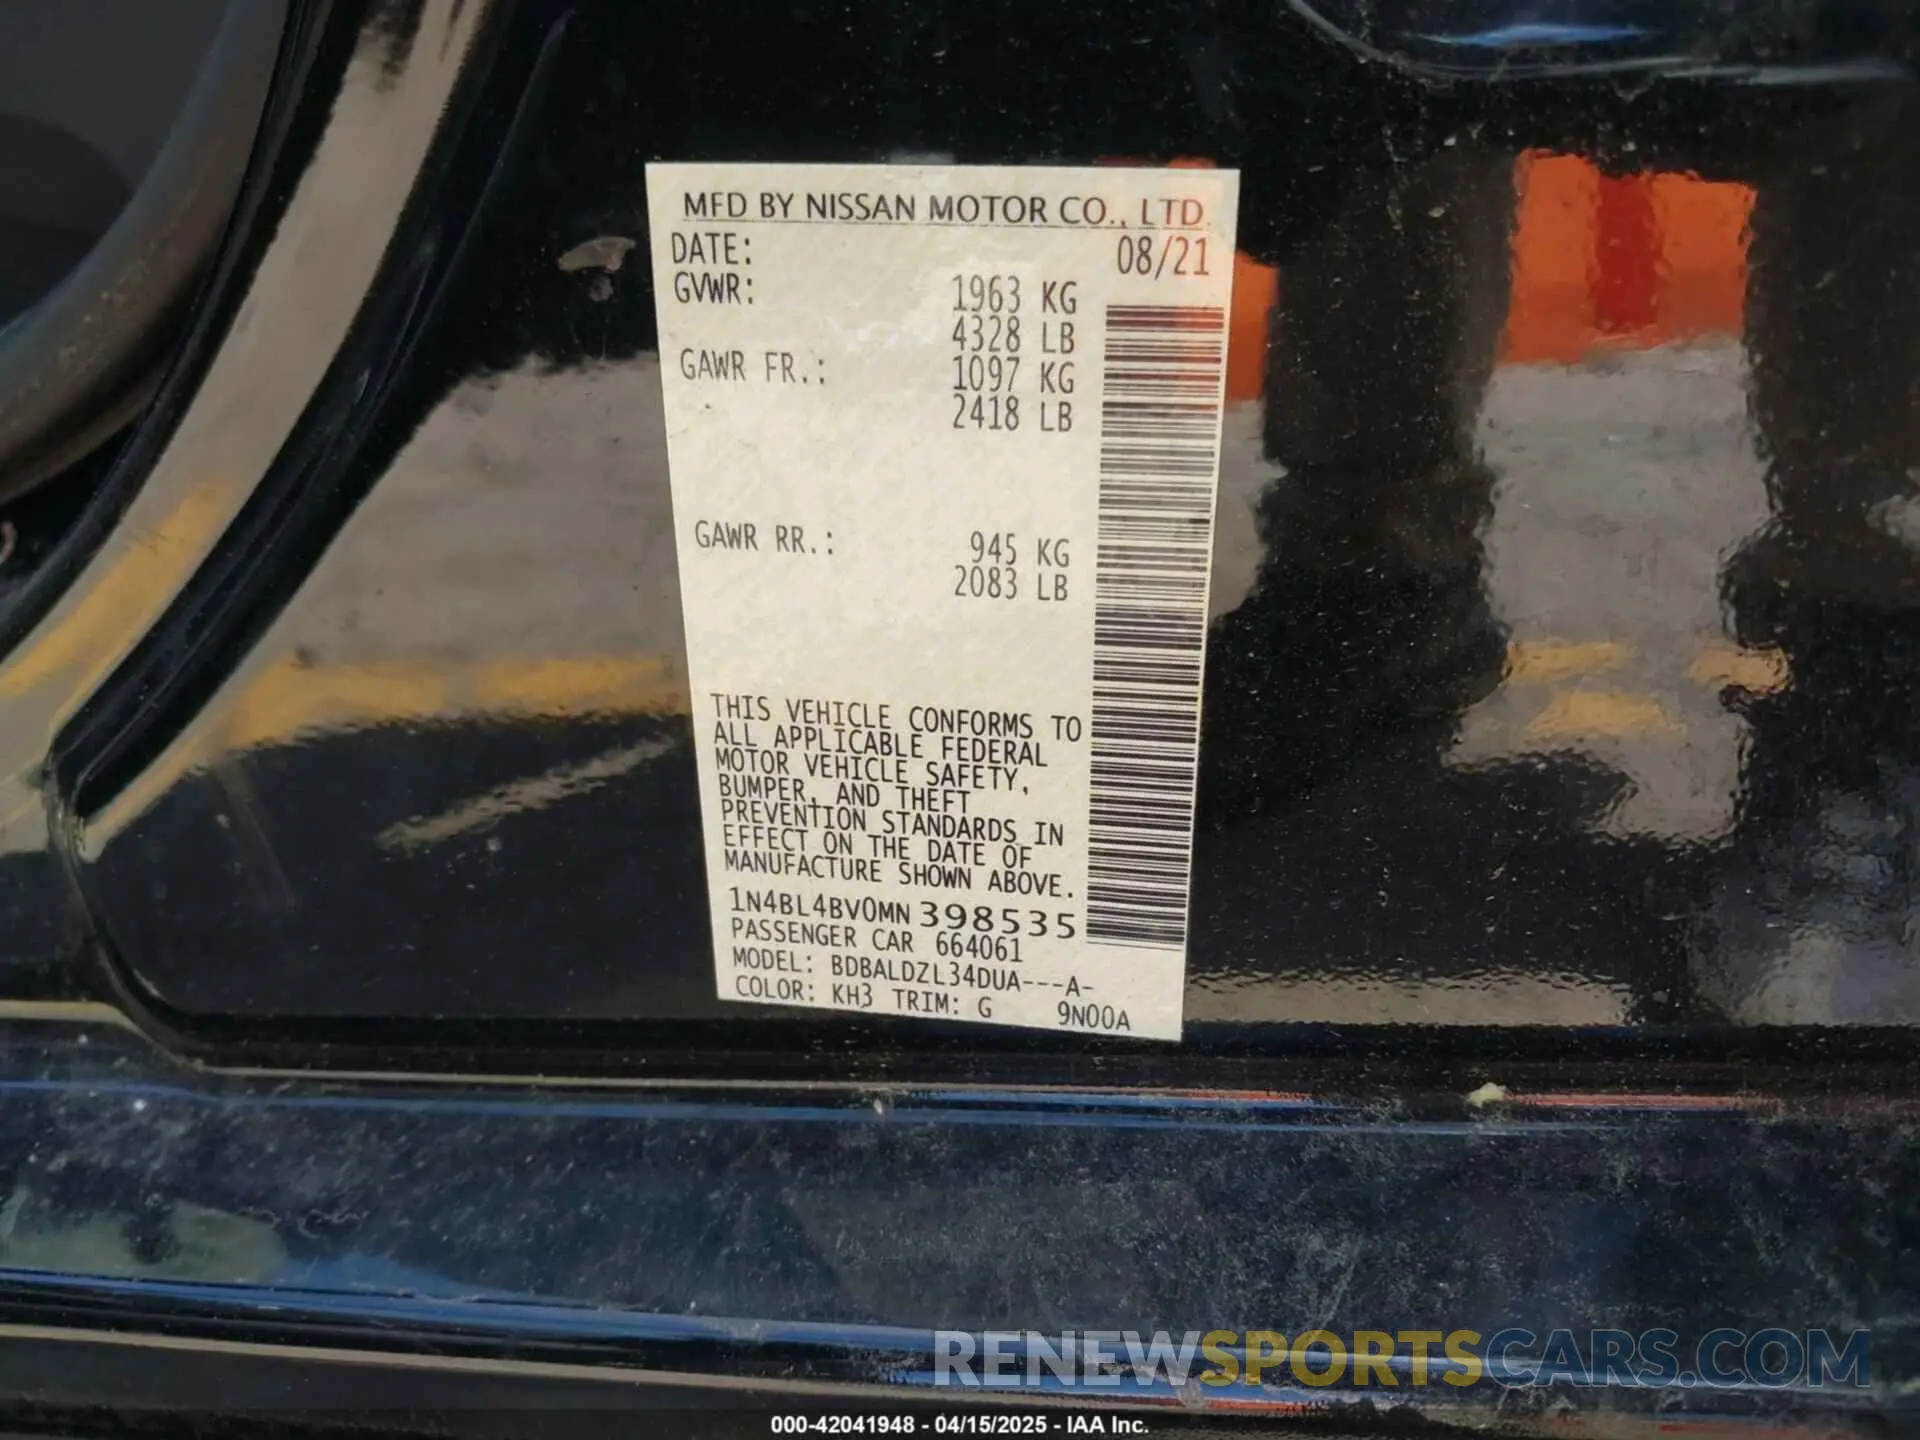 MFD BY NISSAN MOTOR CO., LTD.
DATE: 08/21
GVWR: 1963 KG
4328 LB
GAWR FR.: 1097 KG
2418 LB
GAWR RR.: 945 KG
2083 LB
THIS VEHICLE CONFORMS TO
ALL APPLICABLE FEDERAL
MOTOR VEHICLE SAFETY,
BUMPER, AND THEFT
PREVENTION STANDARDS IN
EFFECT ON THE DATE OF
MANUFACTURE SHOWN ABOVE.
1N4BL4BV0MN398535
PASSENGER CAR 664061
MODEL: BDBALDZL34DUA---A-
COLOR: KH3 TRIM: G 9N00A
RENEWSPORTSCARS.COM
000-42041948 - 04/15/2025 - IAA Inc.